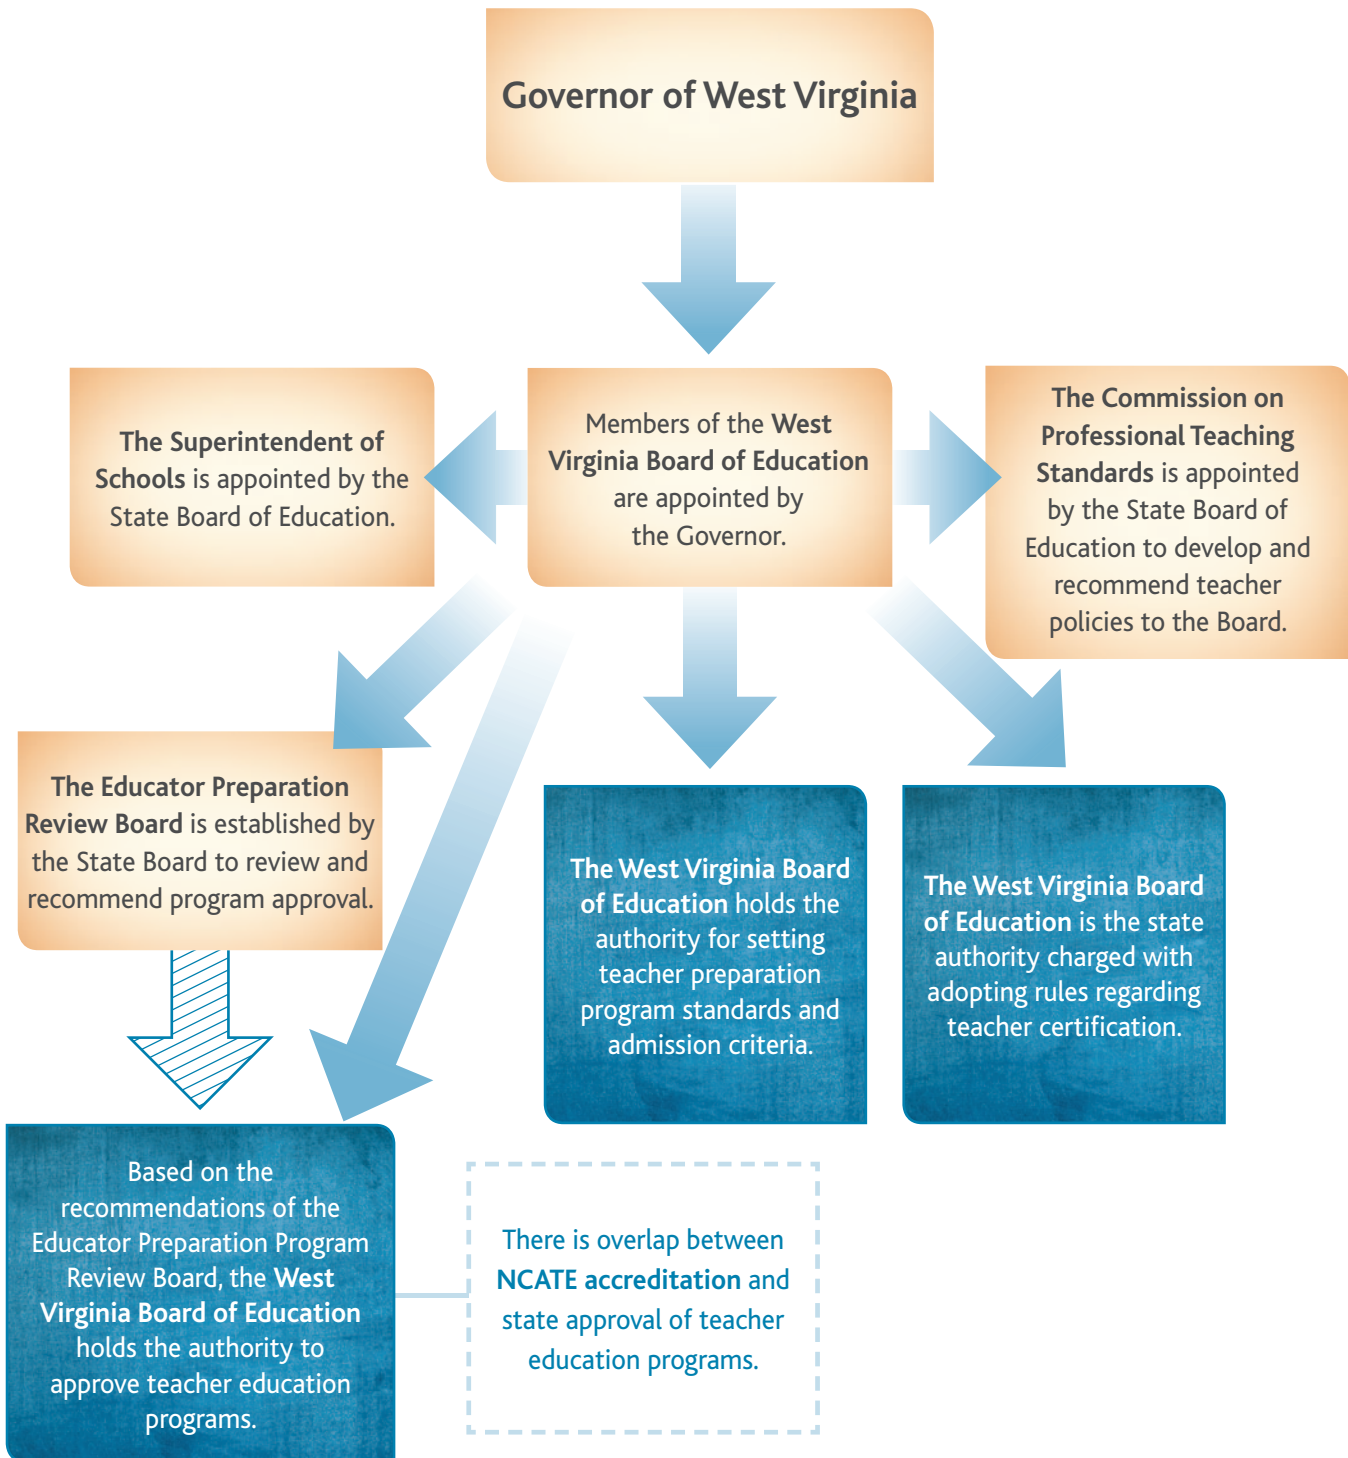 Governor of West Virginia
The Superintendent of
Schools is appointed by the
State Board of Education.
Members of the West
Virginia Board of Education
are appointed by
the Governor.
The Commission on
Professional Teaching
Standards is appointed
by the State Board of
Education to develop and
recommend teacher
policies to the Board.
The Educator Preparation
Review Board is established by
the State Board to review and
recommend program approval.
The West Virginia Board
of Education holds the
authority for setting
teacher preparation
program standards and
admission criteria.
The West Virginia Board
of Education is the state
authority charged with
adopting rules regarding
teacher certification.
Based on the
recommendations of the
Educator Preparation Program
Review Board, the West
Virginia Board of Education
holds the authority to
approve teacher education
programs.
There is overlap between
NCATE accreditation and
state approval of teacher
education programs.